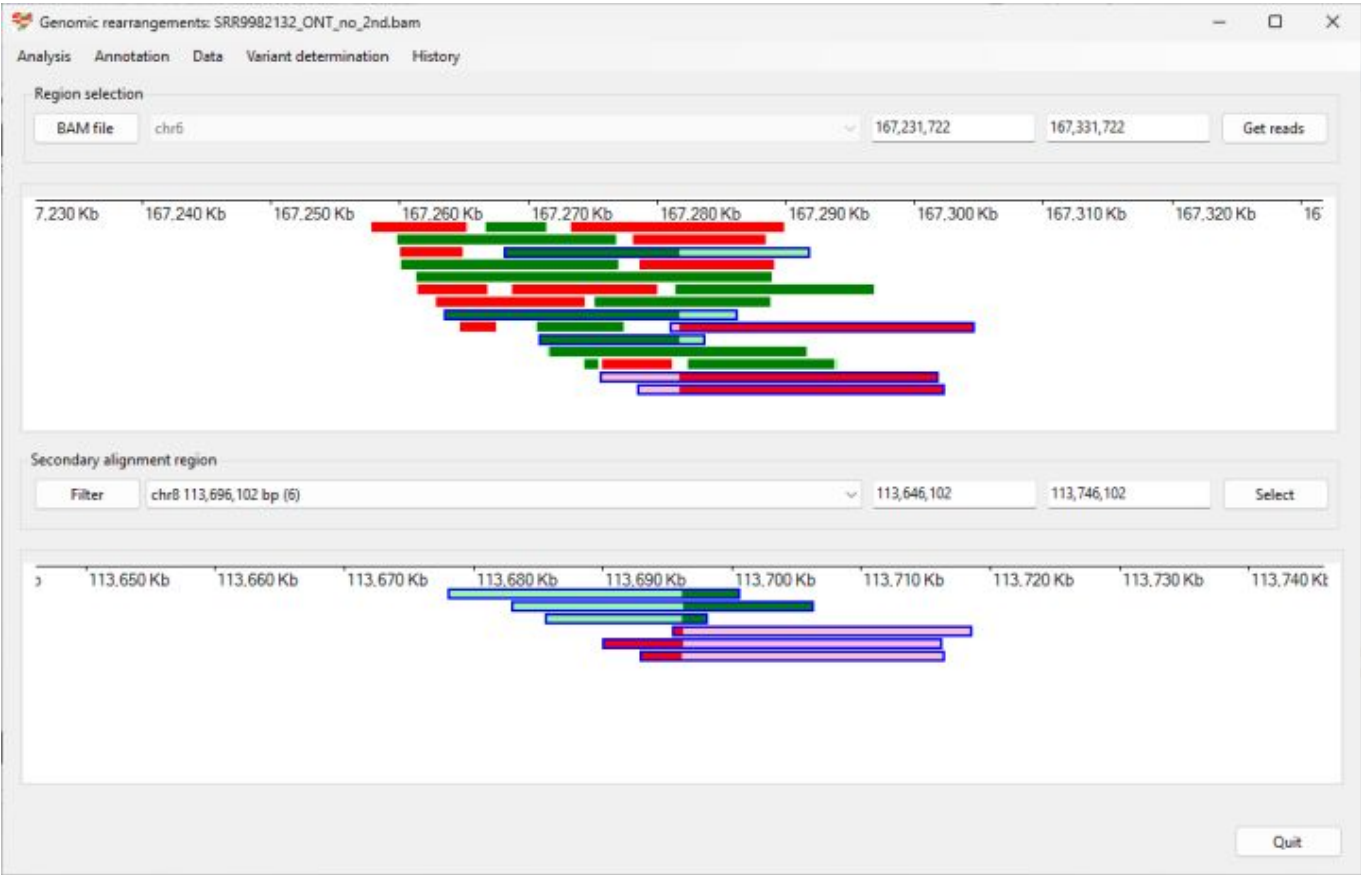 Genomic rearrangements: SRR9982132_ONT_no_2nd.bam
Analysis Annotation Data Variant determination History
Region selection
BAM file chr6 167,231,722 167,331,722 Get reads
7.230 Kb 167.240 Kb 167.250 Kb 167.260 Kb 167.270 Kb 167.280 Kb 167.290 Kb 167.300 Kb 167.310 Kb 167.320 Kb 16
Secondary alignment region
Filter chr8 113,696,102 bp (6) 113,646,102 113,746,102 Select
113.650 Kb 113.660 Kb 113.670 Kb 113.680 Kb 113.690 Kb 113.700 Kb 113.710 Kb 113.720 Kb 113.730 Kb 113.740 Kb
Quit